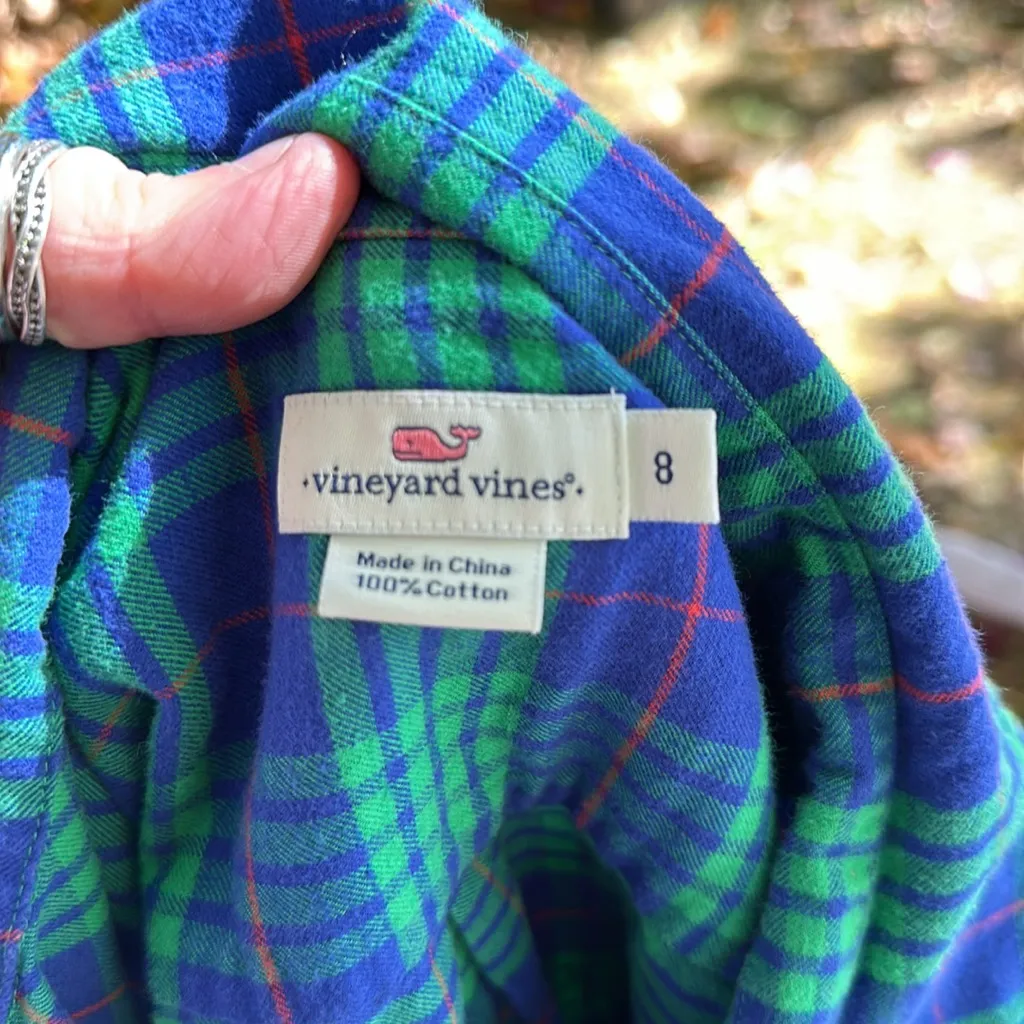 ·vineyard vines®·
8
Made in China
100% Cotton